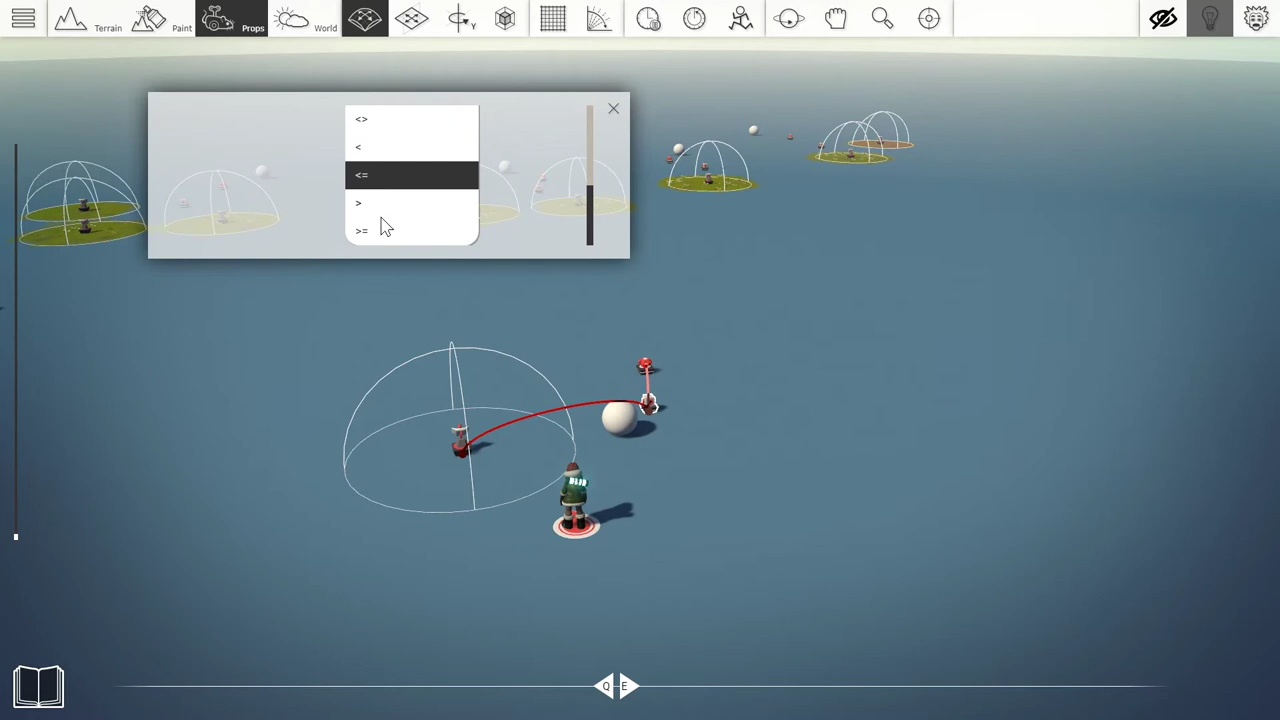 Terrain
Paint
Props
World
Y
<>
<
<=
>
>=
Q E